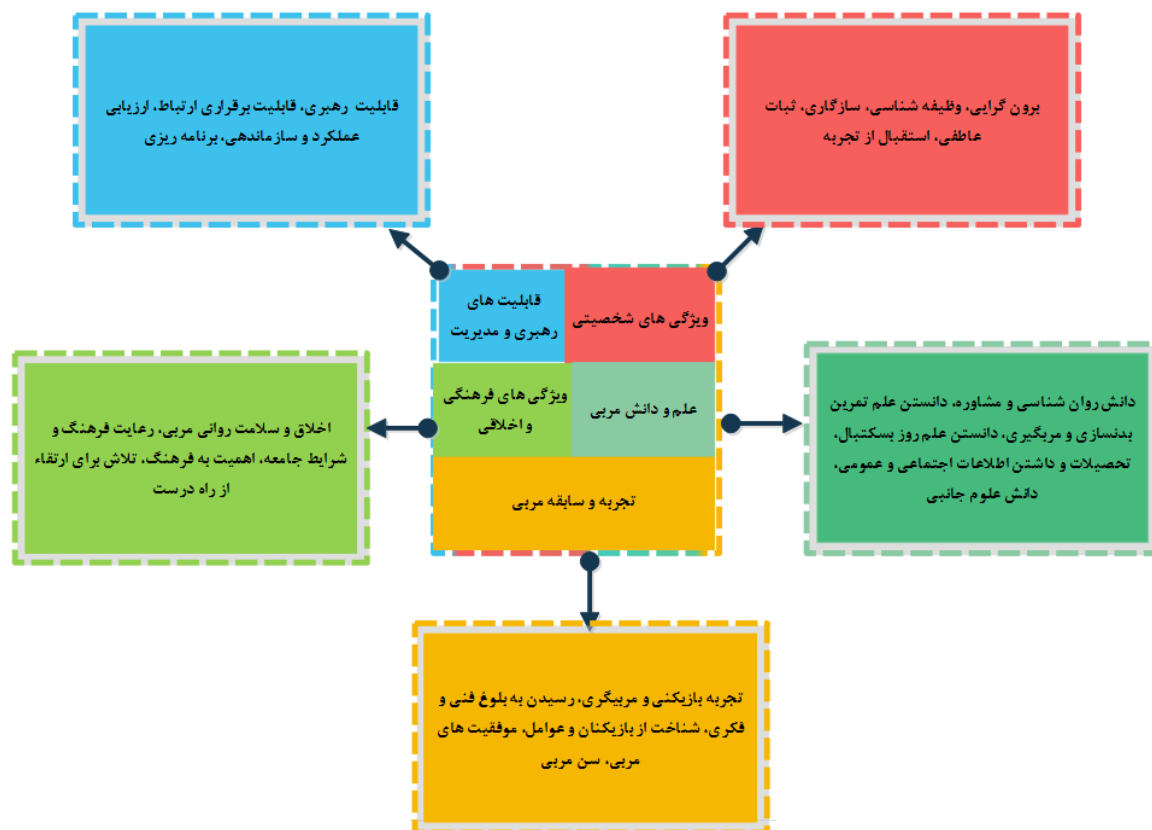 برون گرایی، وظیفه شناسی، سازگاری، ثبات
عاطفی، استقبال از تجربه
قابلیت رهبری، قابلیت برقراری ارتباط، ارزیابی
عملکرد و سازماندهی، برنامه ریزی
ویژگی های شخصیتی
قابلیت های
رهبری و مدیریت
علم و دانش مربی
ویژگی های فرهنگی
و اخلاقی
تجربه و سابقه مربی
دانش روان شناسی و مشاوره، دانستن علم تمرین
بدنسازی و مربگیری، دانستن علم روز بسکتبال،
تحصیلات و داشتن اطلاعات اجتماعی و عمومی،
دانش علوم جانبی
اخلاق و سلامت روانی مربی، رعایت فرهنگ و
شرایط جامعه، اهمیت به فرهنگ، تلاش برای ارتقاء
از راه درست
تجربه بازیکنی و مربیگری، رسیدن به بلوغ فنی و
فکری، شناخت از بازیکنان و عوامل، موفقیت های
مربی، سن مربی